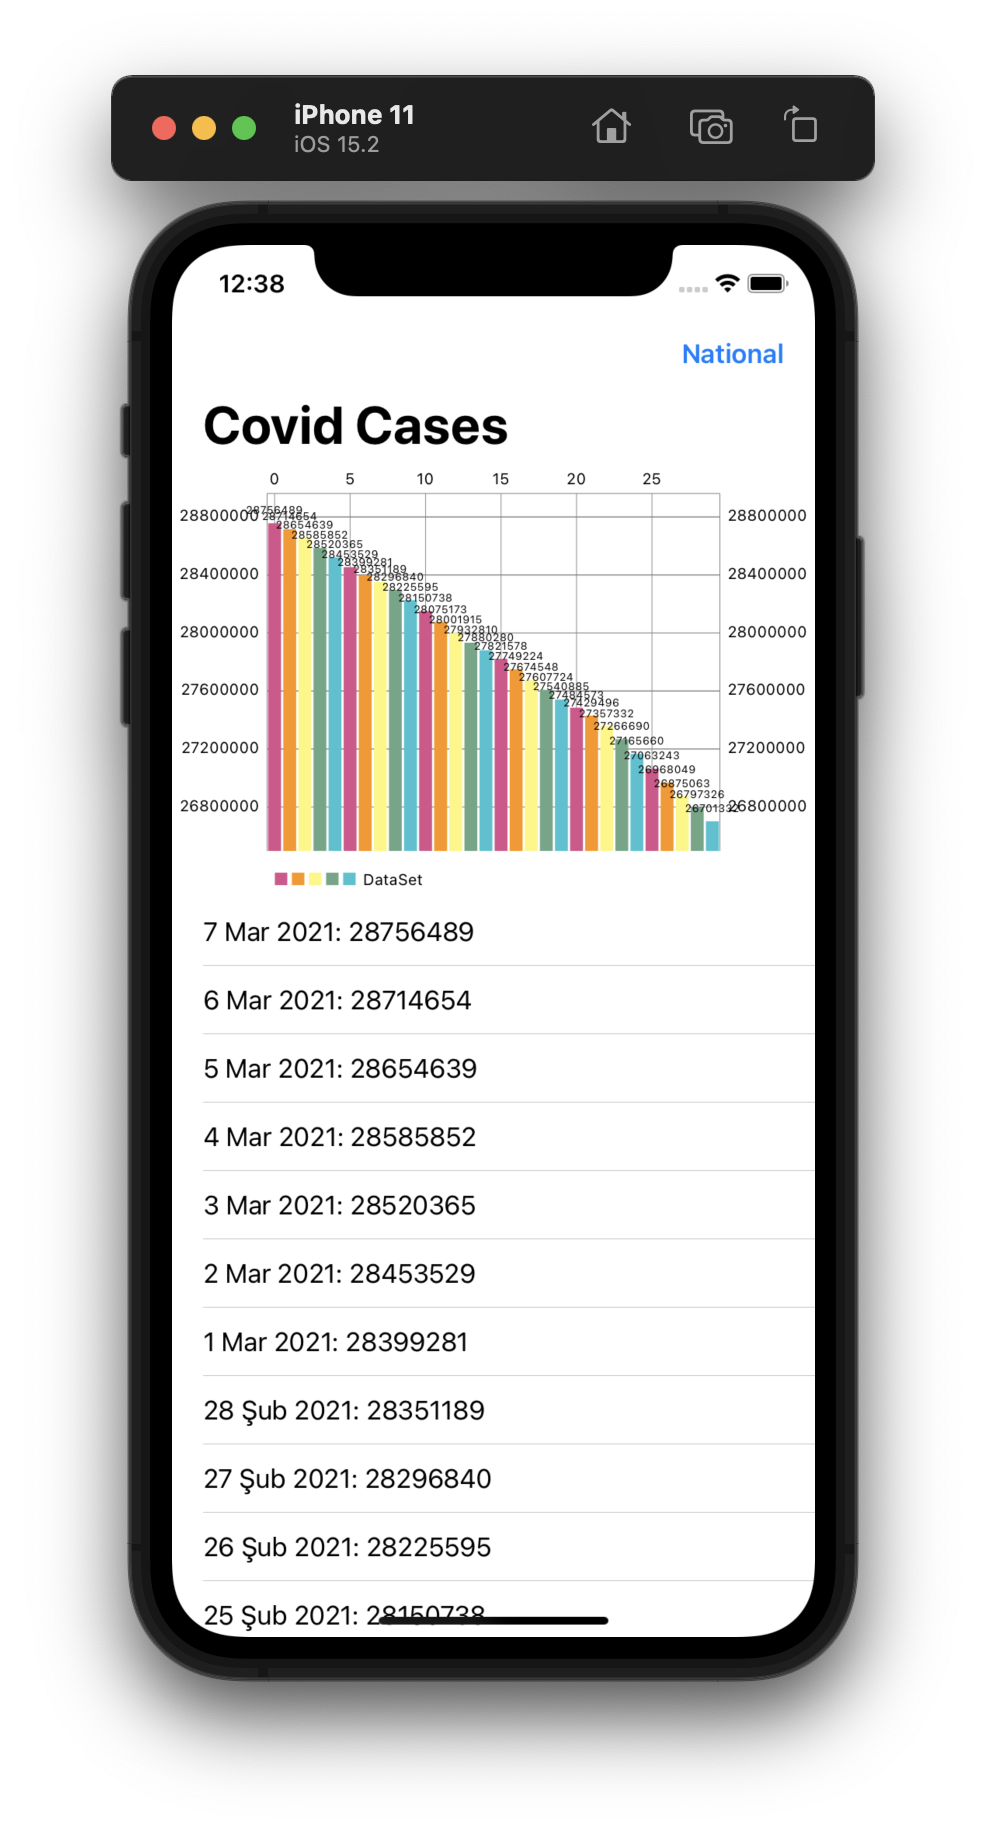 iPhone 11
iOS 15.2
12:38
National
Covid Cases
0 5 10 15 20 25
28800000 28800000
28400000 28400000
28000000 28000000
27600000 27600000
27200000 27200000
26800000 26800000
28756489
28714654
28654639
28585852
28520365
28453529
28399281
28351189
28296840
28225595
28150738
28075173
28001915
27932810
27880280
27821578
27749224
27674548
27607724
27540885
27484573
27429496
27357332
27266690
27165660
27063243
26968049
26875063
26797326
26701332
DataSet
7 Mar 2021: 28756489
6 Mar 2021: 28714654
5 Mar 2021: 28654639
4 Mar 2021: 28585852
3 Mar 2021: 28520365
2 Mar 2021: 28453529
1 Mar 2021: 28399281
28 Şub 2021: 28351189
27 Şub 2021: 28296840
26 Şub 2021: 28225595
25 Şub 2021: 28150738